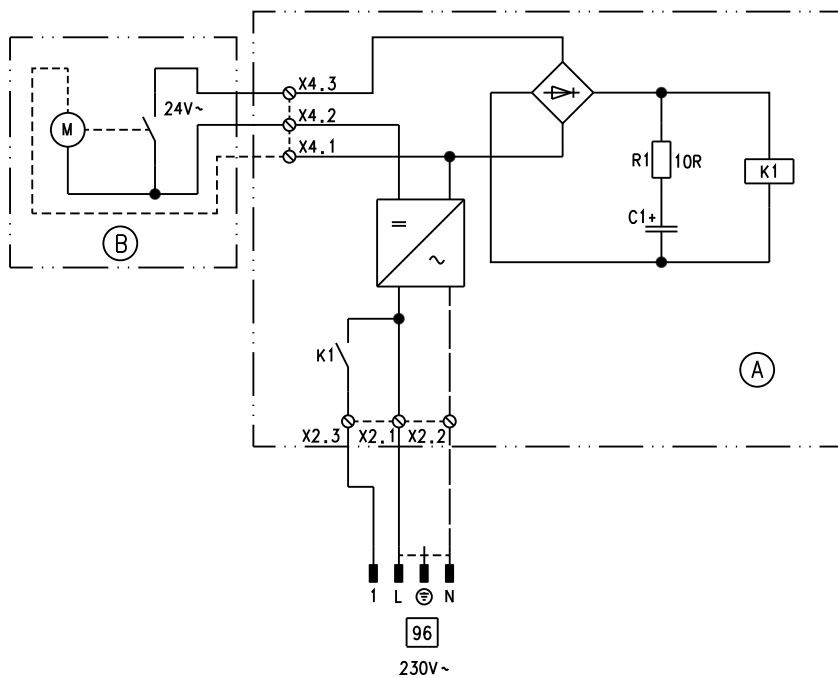 X4.3
24V~
X4.2
M
X4.1
R1 10R
K1
C1+
B
=
~
K1
A
X2.3 X2.1 X2.2
1 L N
96
230V~